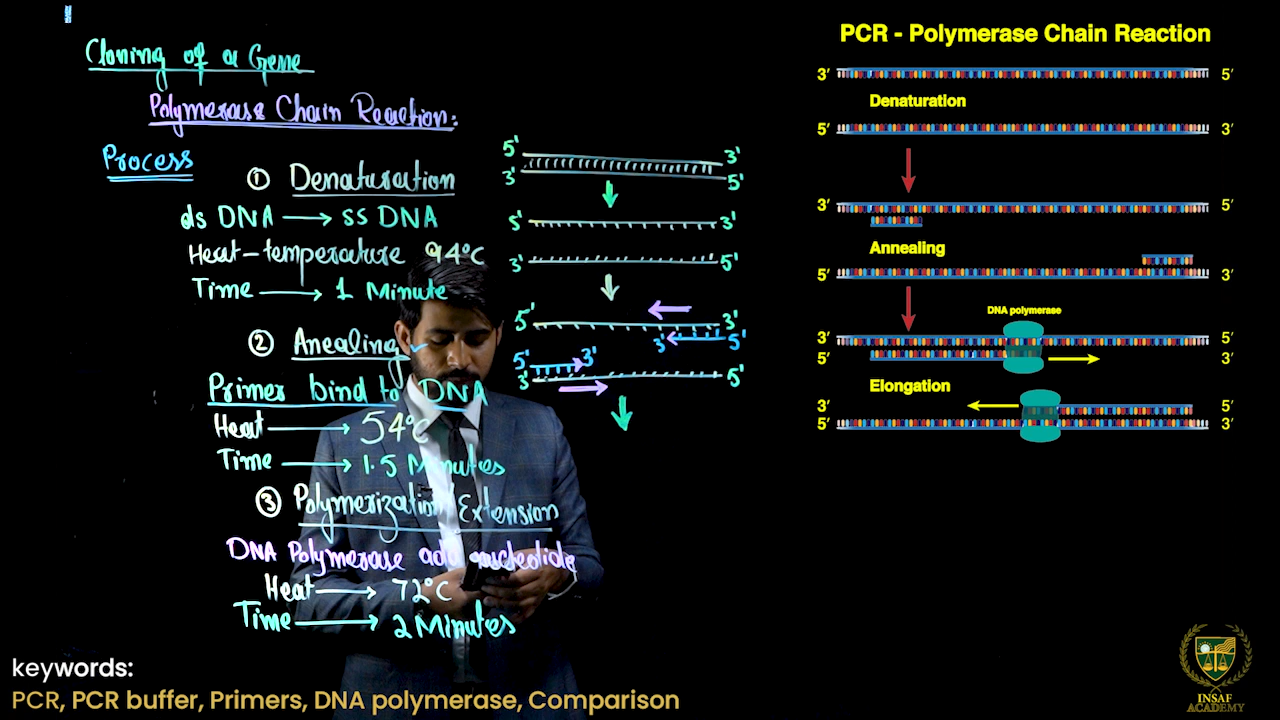 Cloning of a Gene
Polymerase Chain Reaction:
Process
① Denaturation
ds DNA → ss DNA
Heat-temperature 94°C
Time → 1 Minute
② Anealing
Primer bind to DNA
Heat → 54°C
Time → 1.5 Minutes
③ Polymerization Extension
DNA Polymerase add nucleotide
Heat → 72°C
Time → 2 Minutes
5' 3'
3' 5'
5' 3'
3' 5'
5' 3'
3' 5'
5' 3'
3' 5'
PCR - Polymerase Chain Reaction
3' 5'
Denaturation
5' 3'
3' 5'
Annealing
5' 3'
DNA polymerase
3' 5'
5' 3'
Elongation
3' 5'
5' 3'
keywords:
PCR, PCR buffer, Primers, DNA polymerase, Comparison
INSAF
ACADEMY